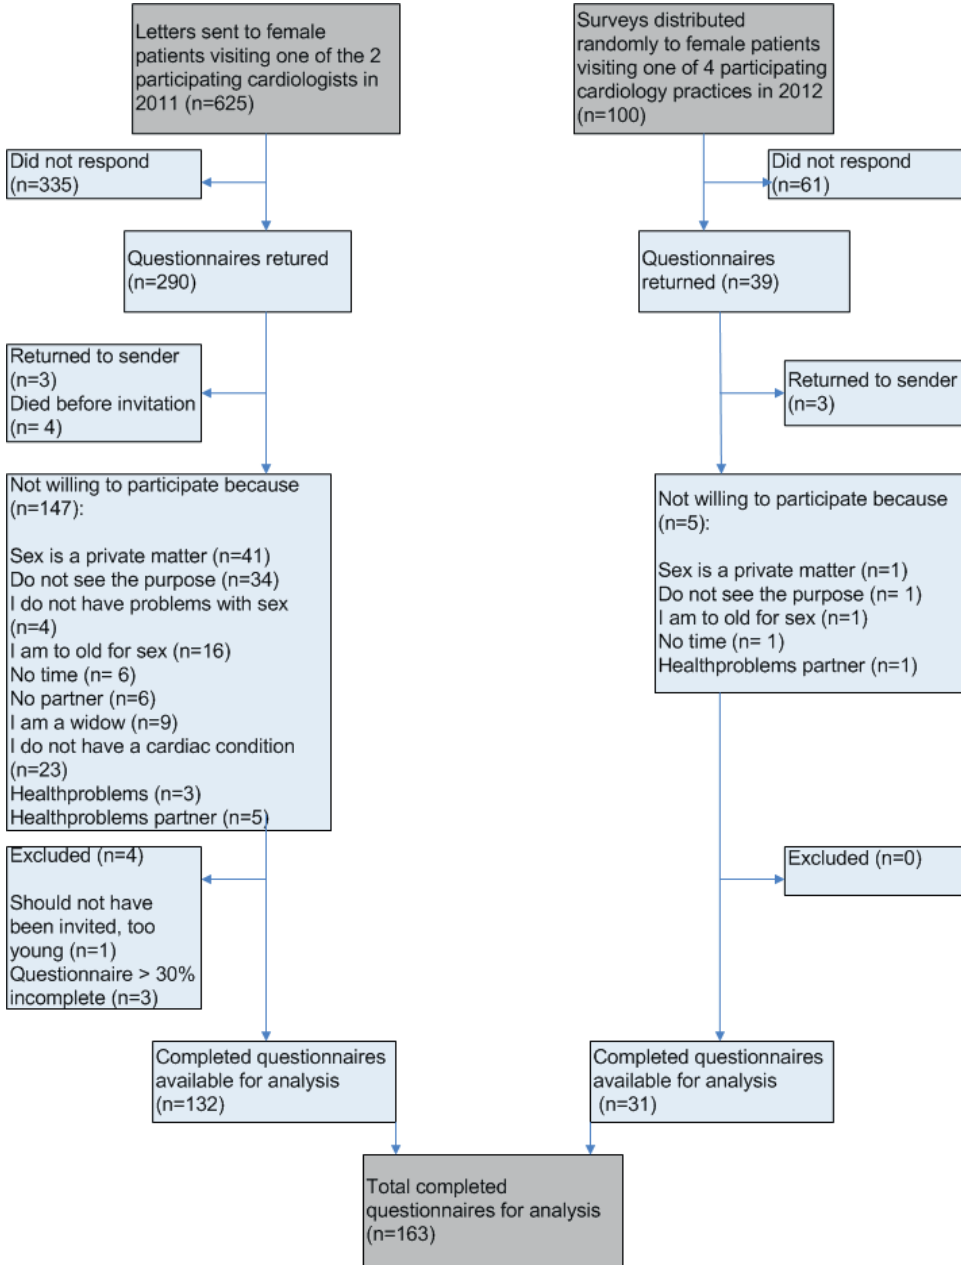 Letters sent to female
patients visiting one of the 2
participating cardiologists in
2011 (n=625)
Surveys distributed
randomly to female patients
visiting one of 4 participating
cardiology practices in 2012
(n=100)
Did not respond
(n=335)
Did not respond
(n=61)
Questionnaires retured
(n=290)
Questionnaires
returned (n=39)
Returned to sender
(n=3)
Died before invitation
(n= 4)
Returned to sender
(n=3)
Not willing to participate because
(n=147):
Sex is a private matter (n=41)
Do not see the purpose (n=34)
I do not have problems with sex
(n=4)
I am to old for sex (n=16)
No time (n= 6)
No partner (n=6)
I am a widow (n=9)
I do not have a cardiac condition
(n=23)
Healthproblems (n=3)
Healthproblems partner (n=5)
Not willing to participate because
(n=5):
Sex is a private matter (n=1)
Do not see the purpose (n= 1)
I am to old for sex (n=1)
No time (n= 1)
Healthproblems partner (n=1)
Excluded (n=4)
Should not have
been invited, too
young (n=1)
Questionnaire > 30%
incomplete (n=3)
Excluded (n=0)
Completed questionnaires
available for analysis
(n=132)
Completed questionnaires
available for analysis
(n=31)
Total completed
questionnaires for analysis
(n=163)